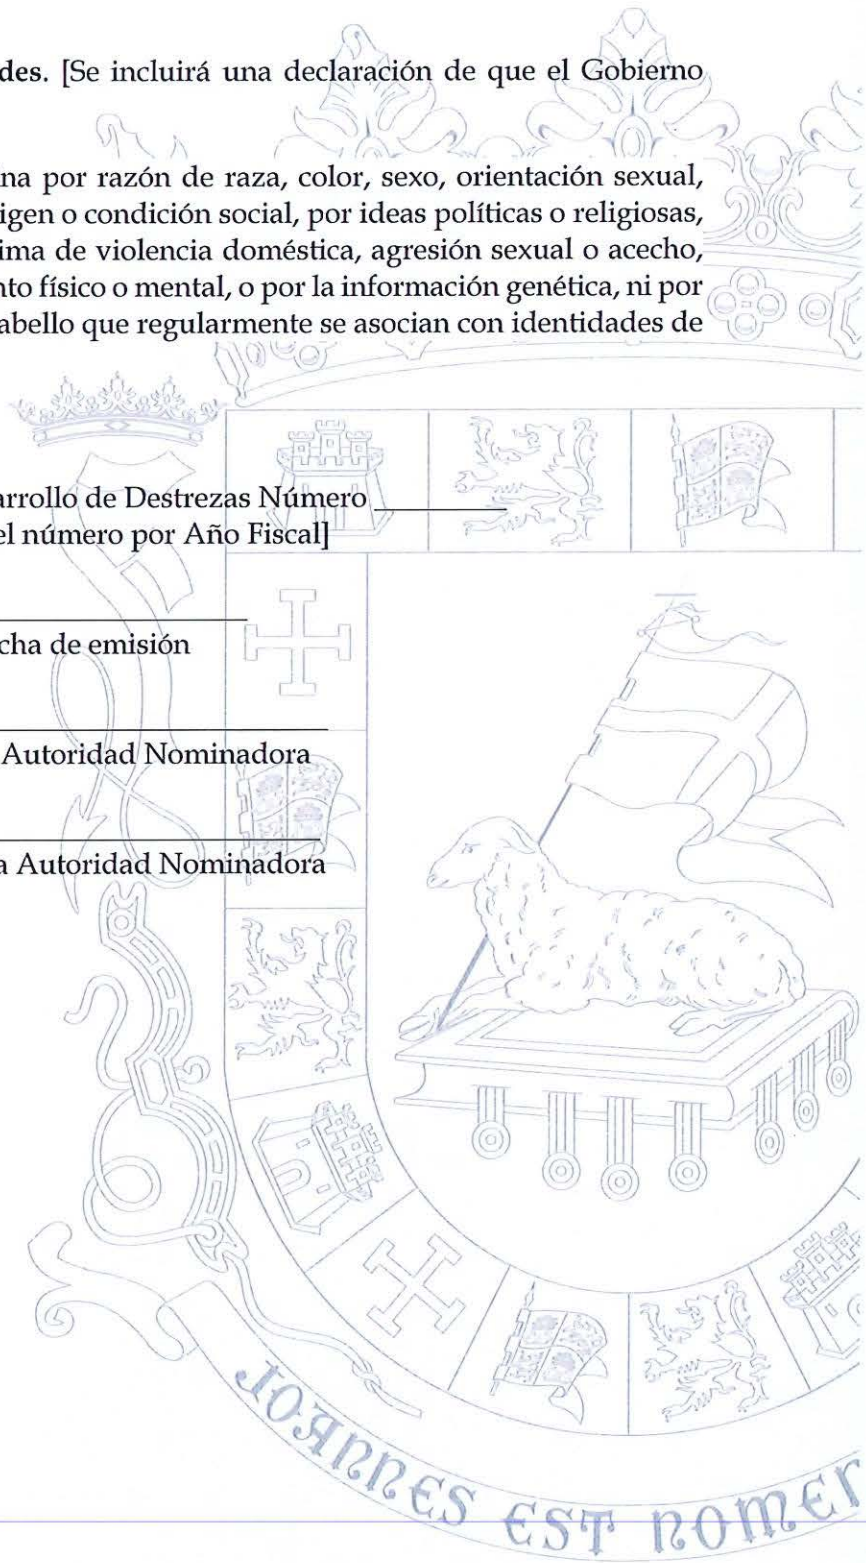 des. [Se incluirá una declaración de que el Gobierno
na por razón de raza, color, sexo, orientación sexual,
igen o condición social, por ideas políticas o religiosas,
ima de violencia doméstica, agresión sexual o acecho,
nto físico o mental, o por la información genética, ni por
abello que regularmente se asocian con identidades de
arrollo de Destrezas Número
el número por Año Fiscal]
cha de emisión
Autoridad Nominadora
a Autoridad Nominadora
JOANNES EST NOMEN